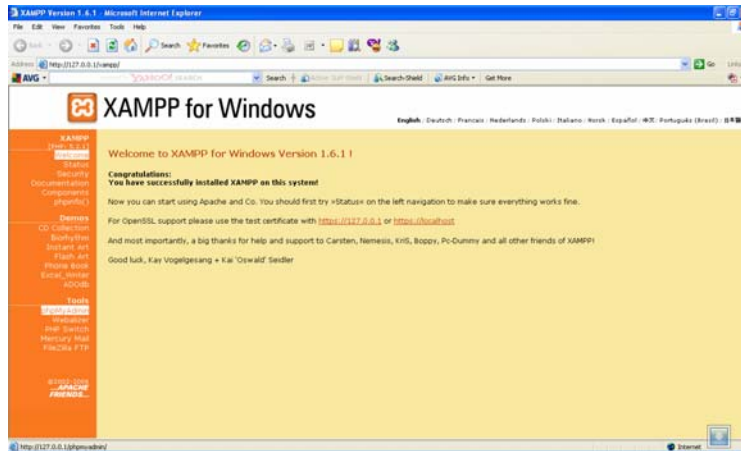 XAMPP Version 1.6.1 - Microsoft Internet Explorer
File Edit View Favorites Tools Help
Back Search Favorites
Address http://127.0.0.1/xampp/ Go Links
AVG YAHOO! SEARCH Search Search-Shield AVG Info Get More
XAMPP for Windows
English / Deutsch / Francais / Nederlands / Polski / Italiano / Norsk / Español / 中文 / Português (Brasil) / 日本語
XAMPP
[PHP: 5.2.1]
Welcome
Status
Security
Documentation
Components
phpinfo()
Demos
CD Collection
Biorhythm
Instant Art
Flash Art
Phone Book
Excel_Writer
ADOdb
Tools
phpMyAdmin
Webalizer
PHP Switch
Mercury Mail
FileZilla FTP
...APACHE
FRIENDS...
Welcome to XAMPP for Windows Version 1.6.1 !
Congratulations:
You have successfully installed XAMPP on this system!
Now you can start using Apache and Co. You should first try »Status« on the left navigation to make sure everything works fine.
For OpenSSL support please use the test certificate with https://127.0.0.1 or https://localhost
And most importantly, a big thanks for help and support to Carsten, Nemesis, KriS, Boppy, Pc-Dummy and all other friends of XAMPP!
Good luck, Kay Vogelgesang + Kai 'Oswald' Seidler
http://127.0.0.1/phpmyadmin/ Internet